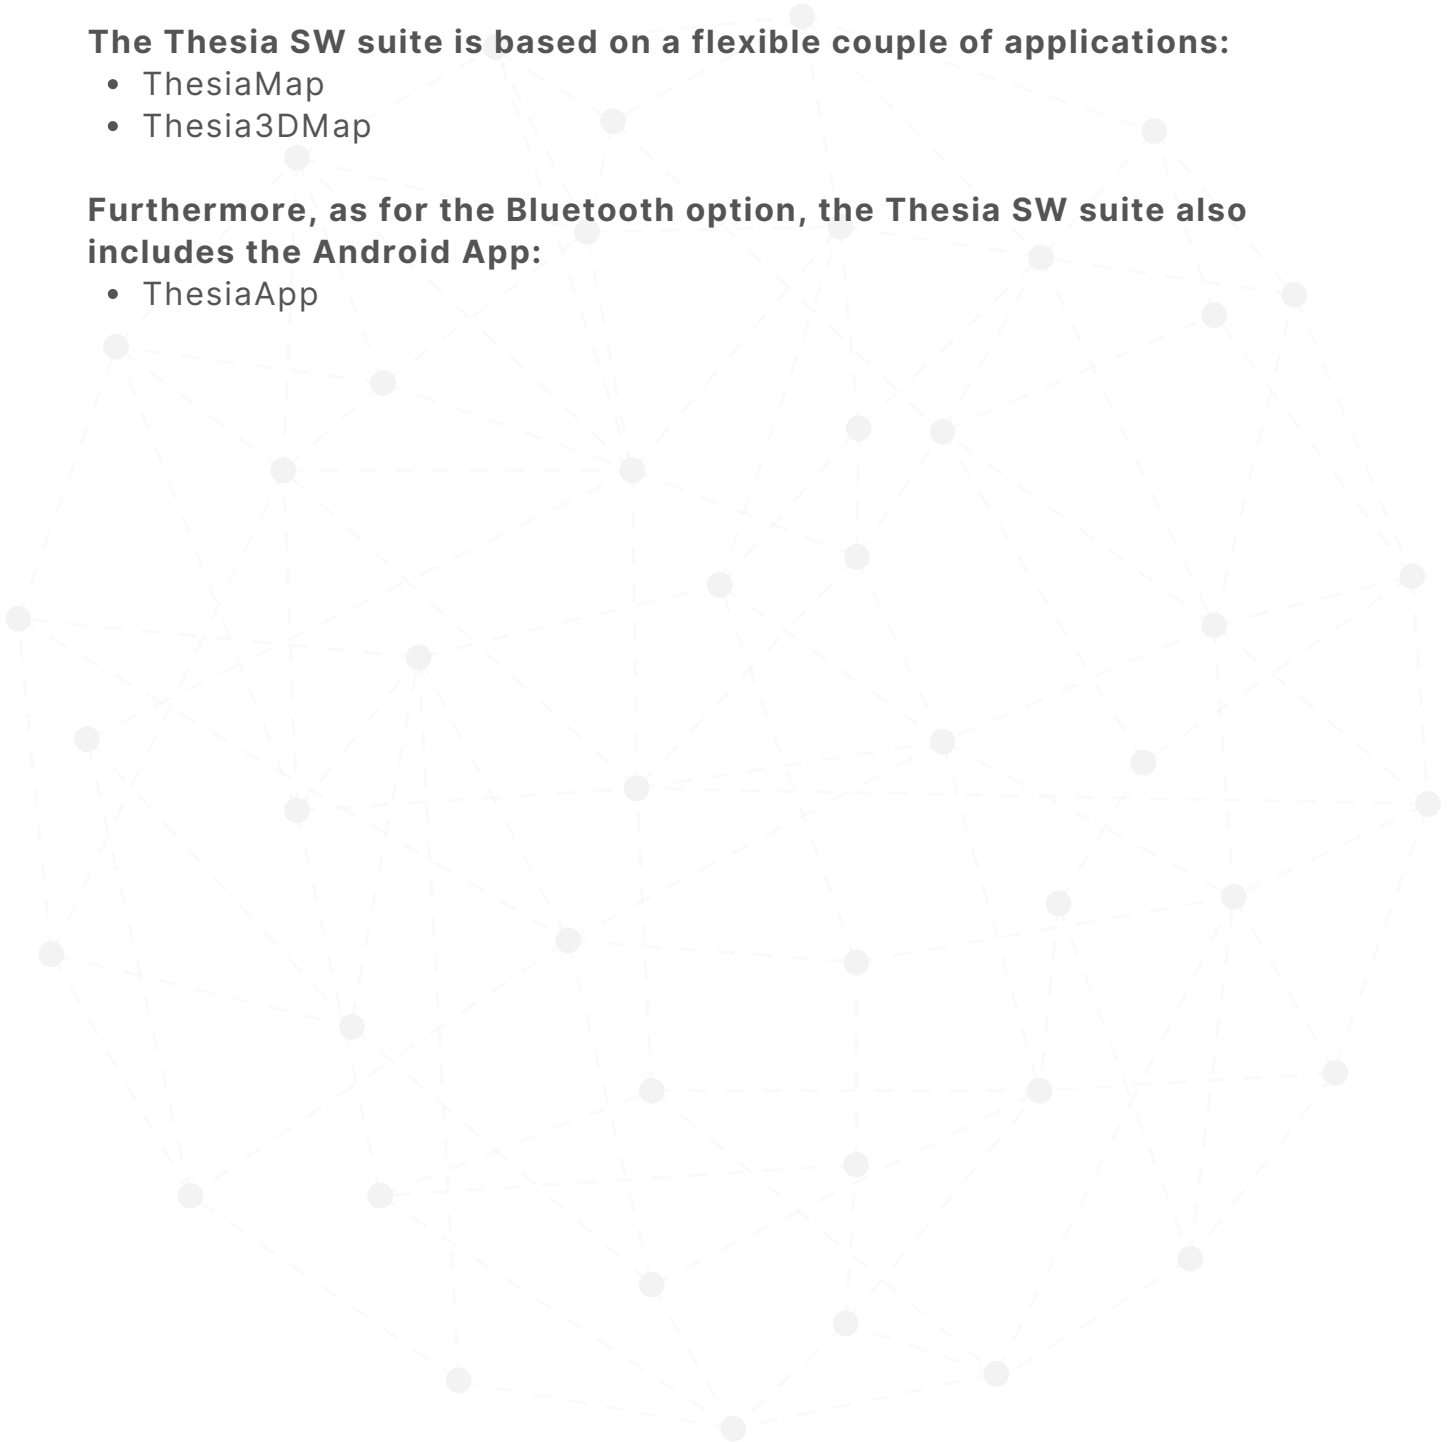 The Thesia SW suite is based on a flexible couple of applications:
• ThesiaMap
• Thesia3DMap
Furthermore, as for the Bluetooth option, the Thesia SW suite also
includes the Android App:
• ThesiaApp